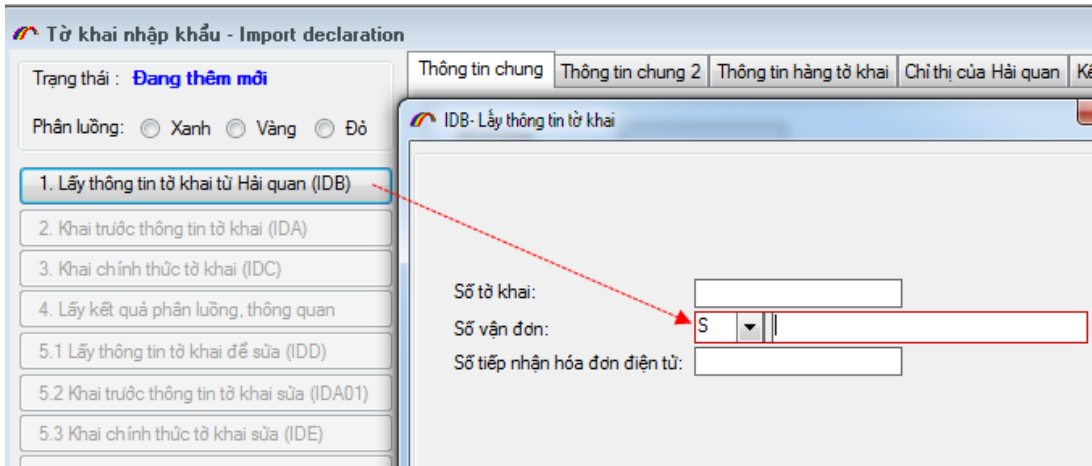 Tờ khai nhập khẩu - Import declaration
Trạng thái : Đang thêm mới
Phân luồng: Xanh Vàng Đỏ
1. Lấy thông tin tờ khai từ Hải quan (IDB)
2. Khai trước thông tin tờ khai (IDA)
3. Khai chính thức tờ khai (IDC)
4. Lấy kết quả phân luồng, thông quan
5.1 Lấy thông tin tờ khai để sửa (IDD)
5.2 Khai trước thông tin tờ khai sửa (IDA01)
5.3 Khai chính thức tờ khai sửa (IDE)
Thông tin chung Thông tin chung 2 Thông tin hàng tờ khai Chỉ thị của Hải quan
IDB- Lấy thông tin tờ khai
Số tờ khai:
Số vận đơn: S
Số tiếp nhận hóa đơn điện tử: